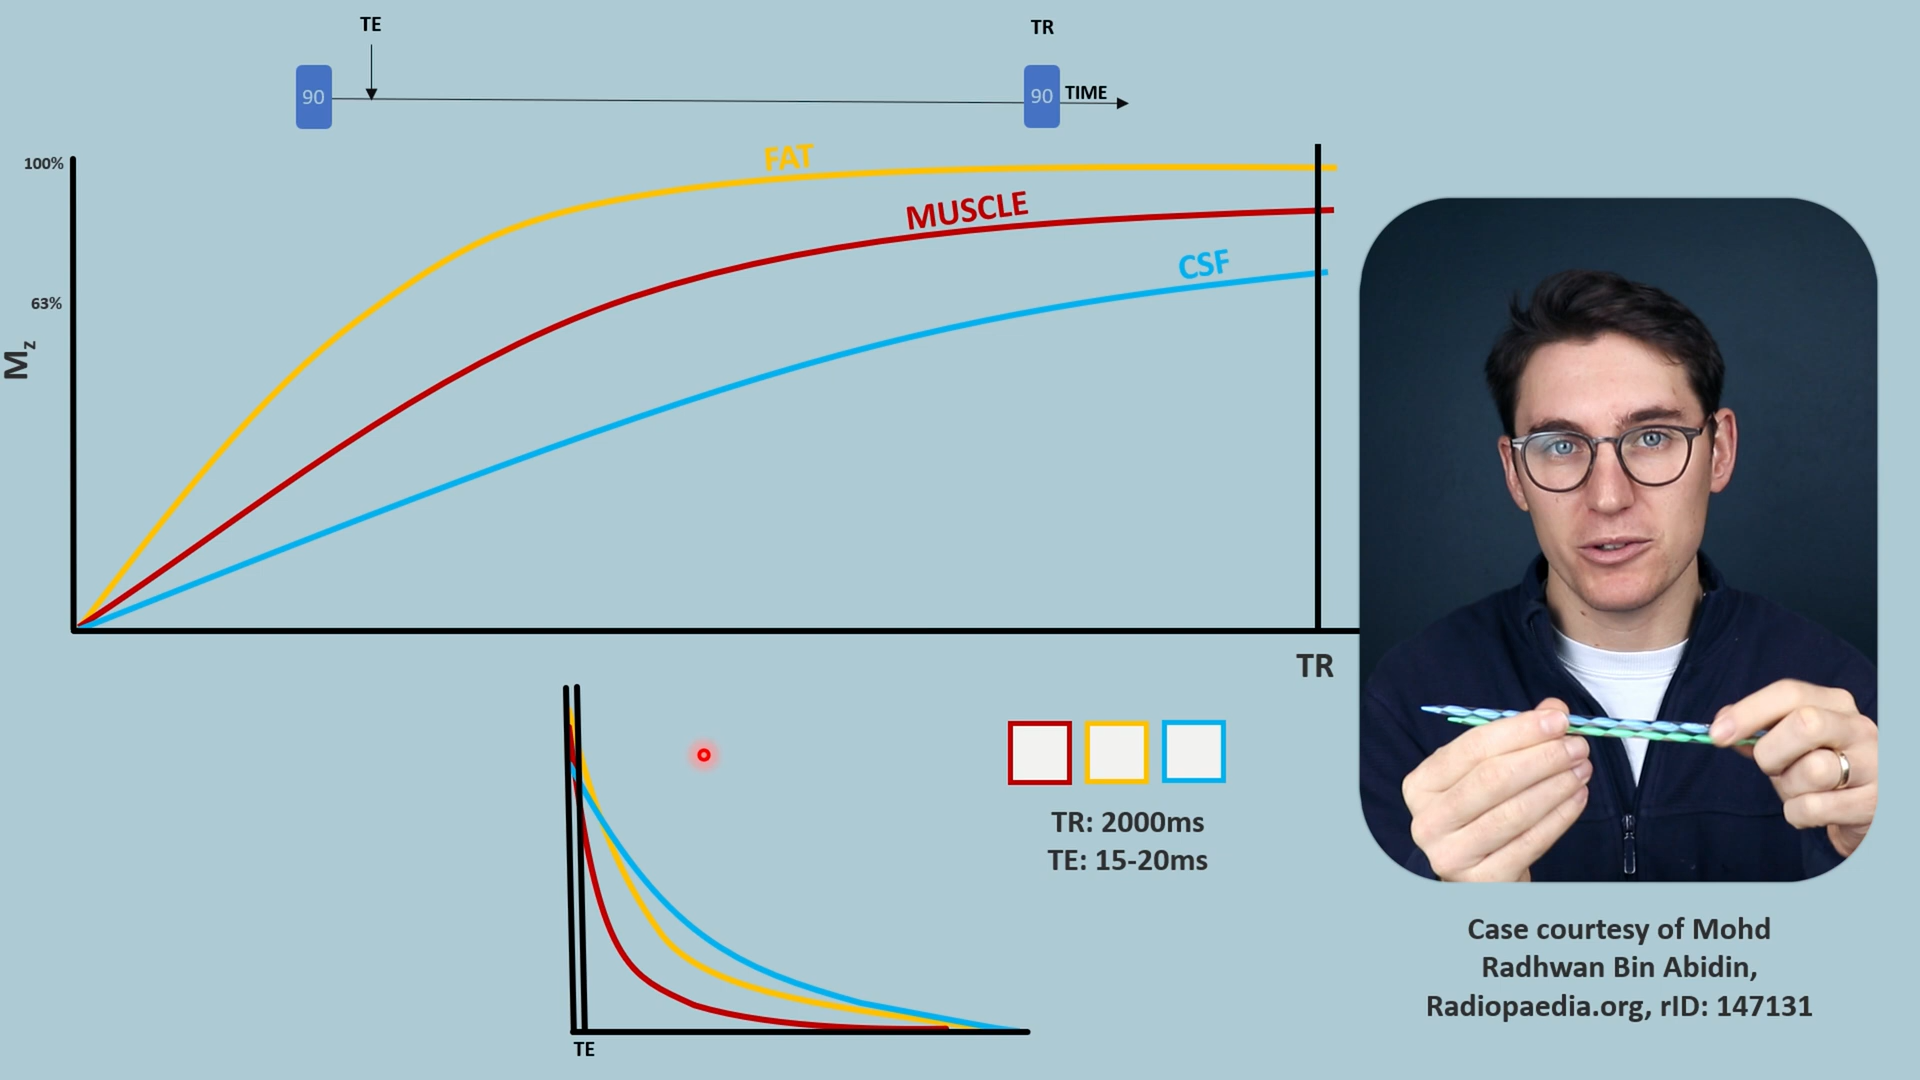 TE
TR
90
90
TIME
100%
FAT
MUSCLE
CSF
63%
Mz
TR
TR: 2000ms
TE: 15-20ms
TE
Case courtesy of Mohd
Radhwan Bin Abidin,
Radiopaedia.org, rID: 147131